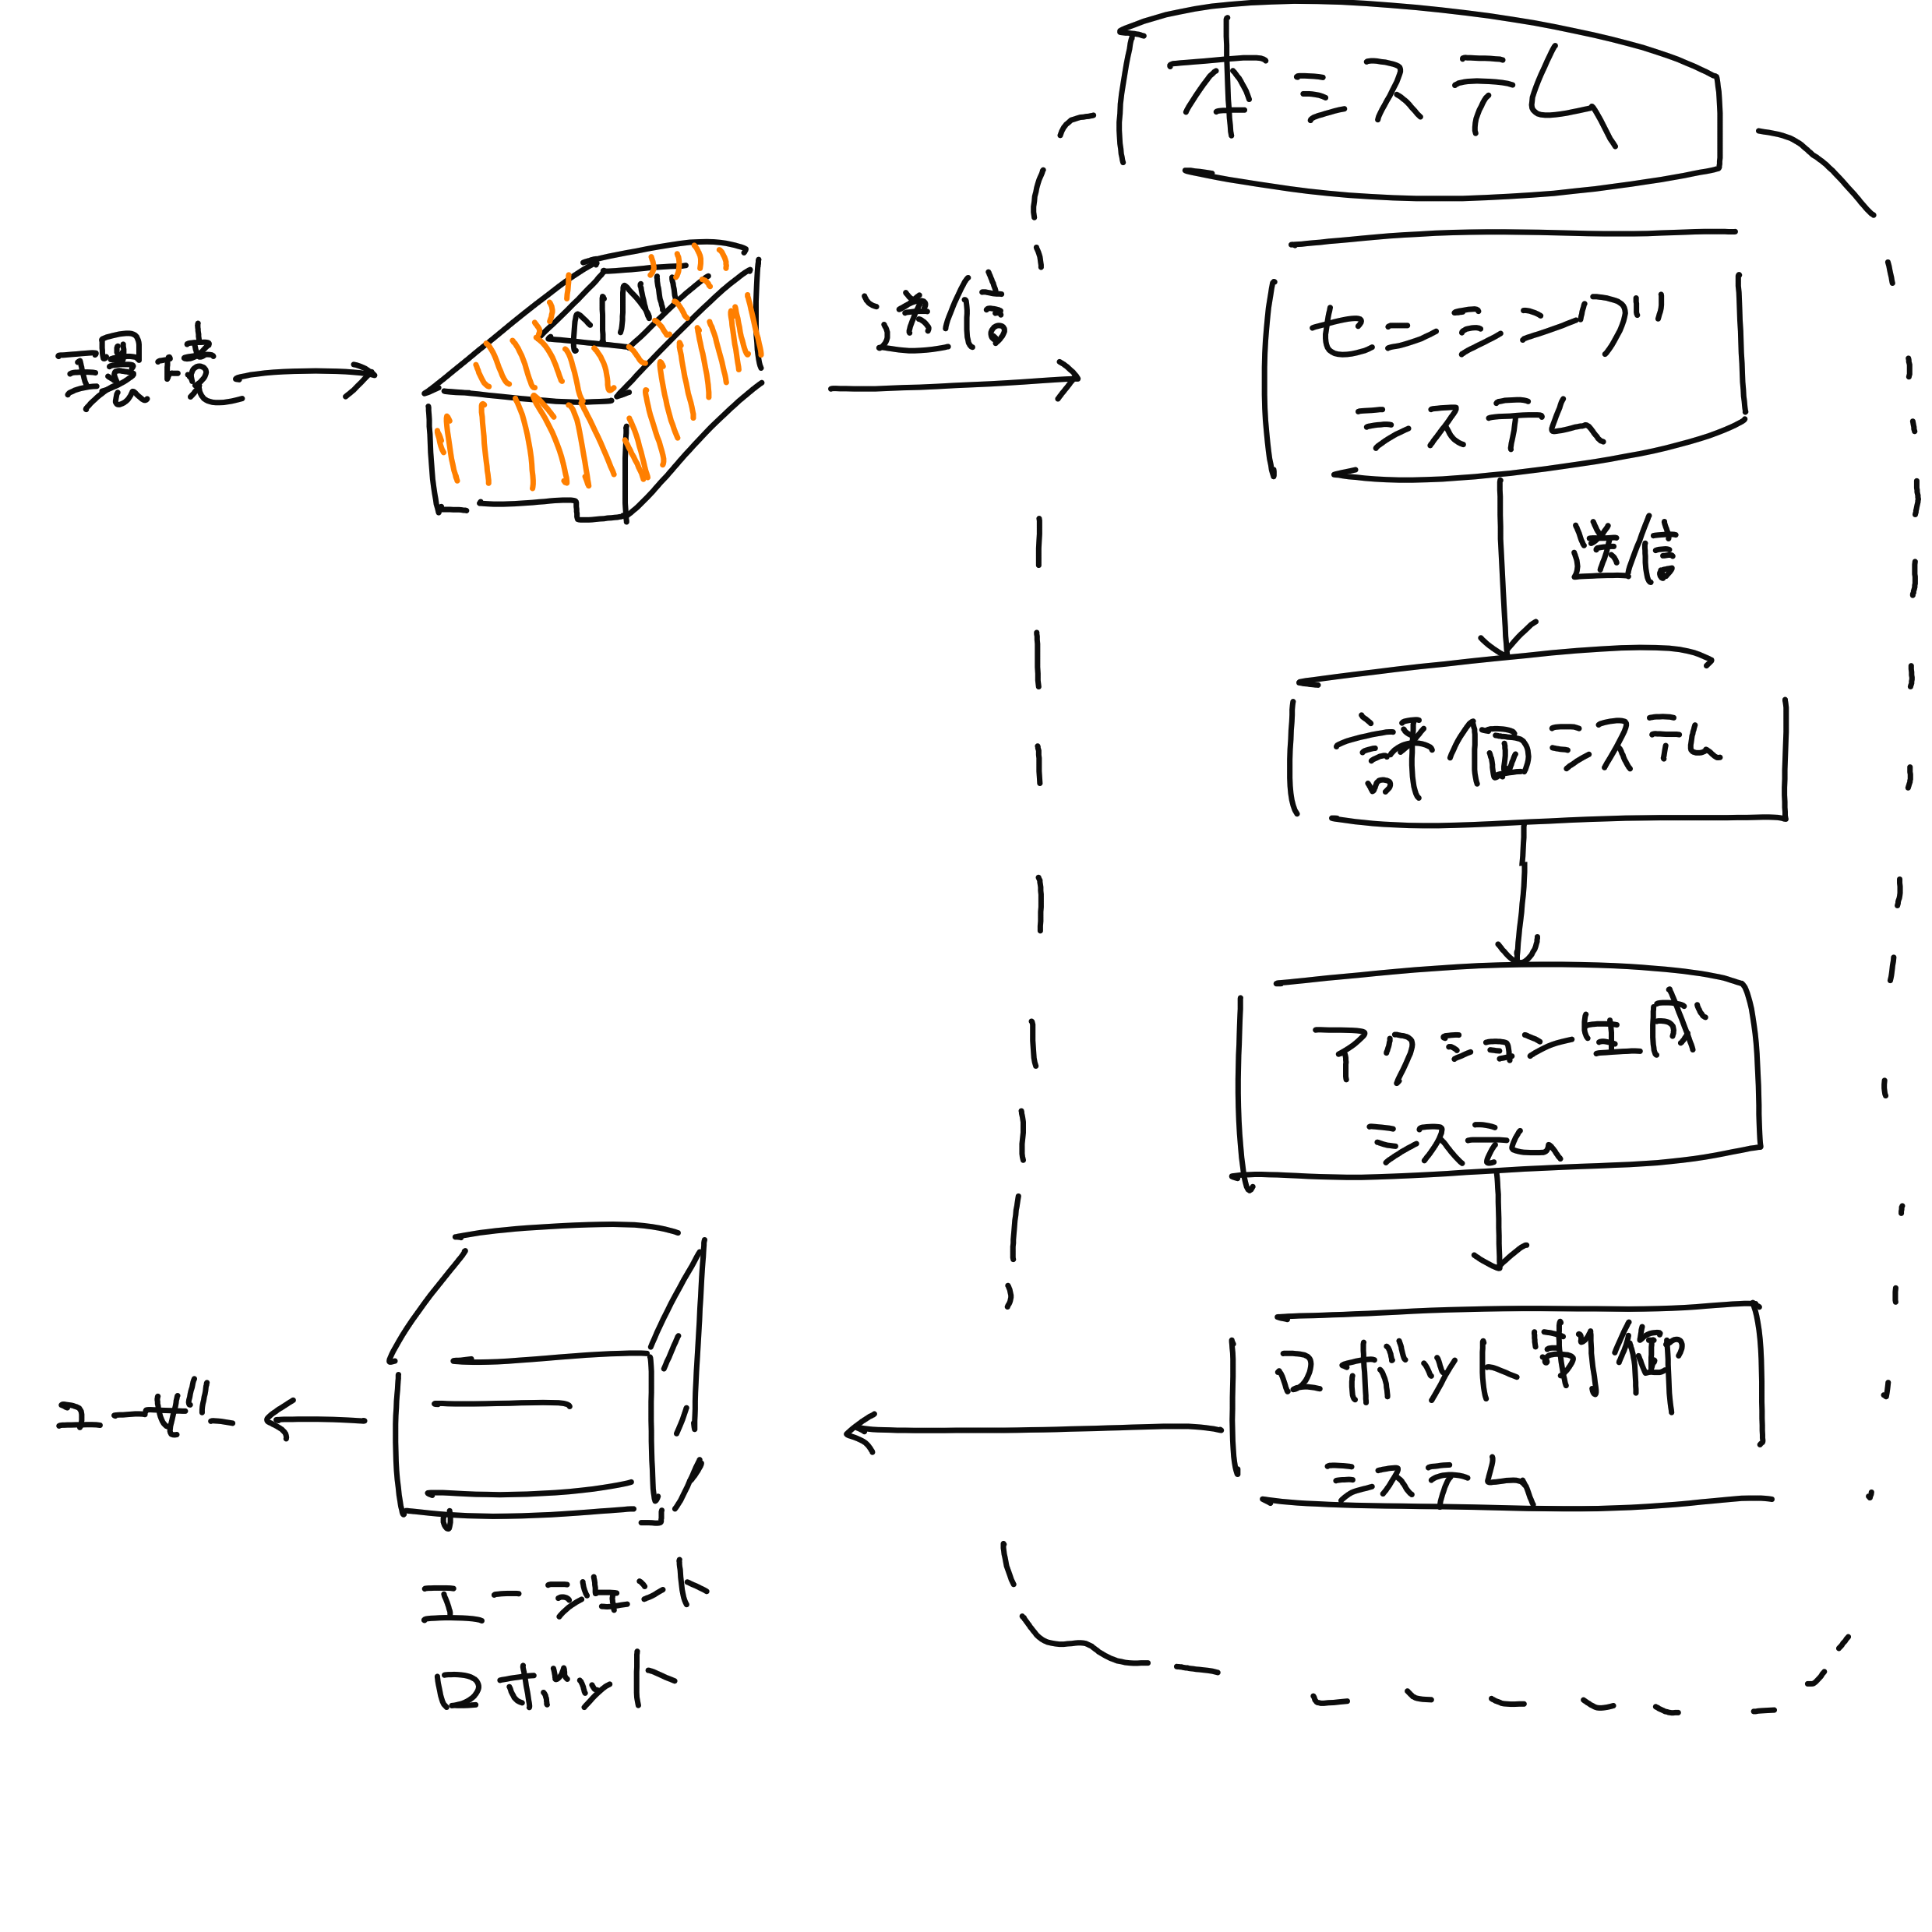 本システム
環境
送信
センシング
システム
送信
評価システム
アクション生成
システム
ロボット制御
システム
ユーザー
エージェント
ロボット